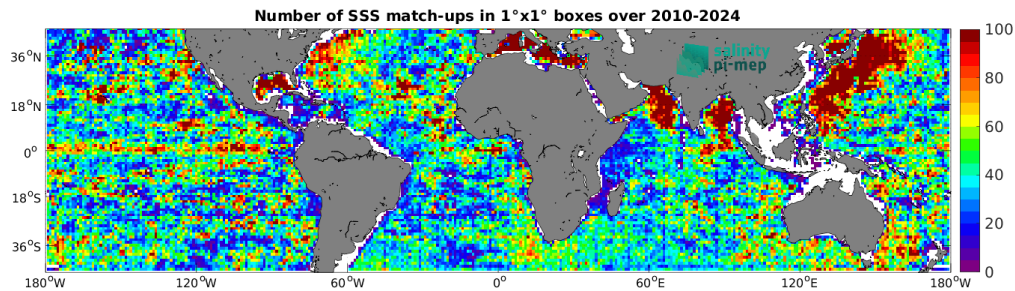 Number of SSS match-ups in 1°x1° boxes over 2010-2024
salinity
pi-mep
36°N
18°N
0°
18°S
36°S
180°W
120°W
60°W
0°
60°E
120°E
180°W
100
80
60
40
20
0